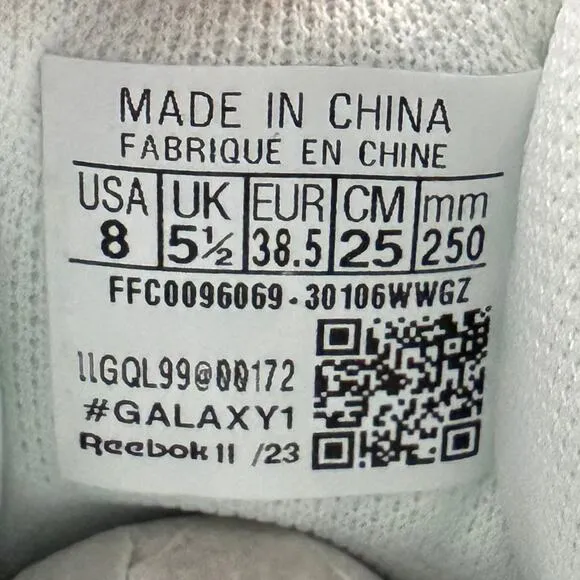 MADE IN CHINA
FABRIQUÉ EN CHINE
USA UK EUR CM mm
8 5½ 38.5 25 250
FFC0096069-30106WWGZ
11GQL99@00172
#GALAXY1
Reebok 11 /23